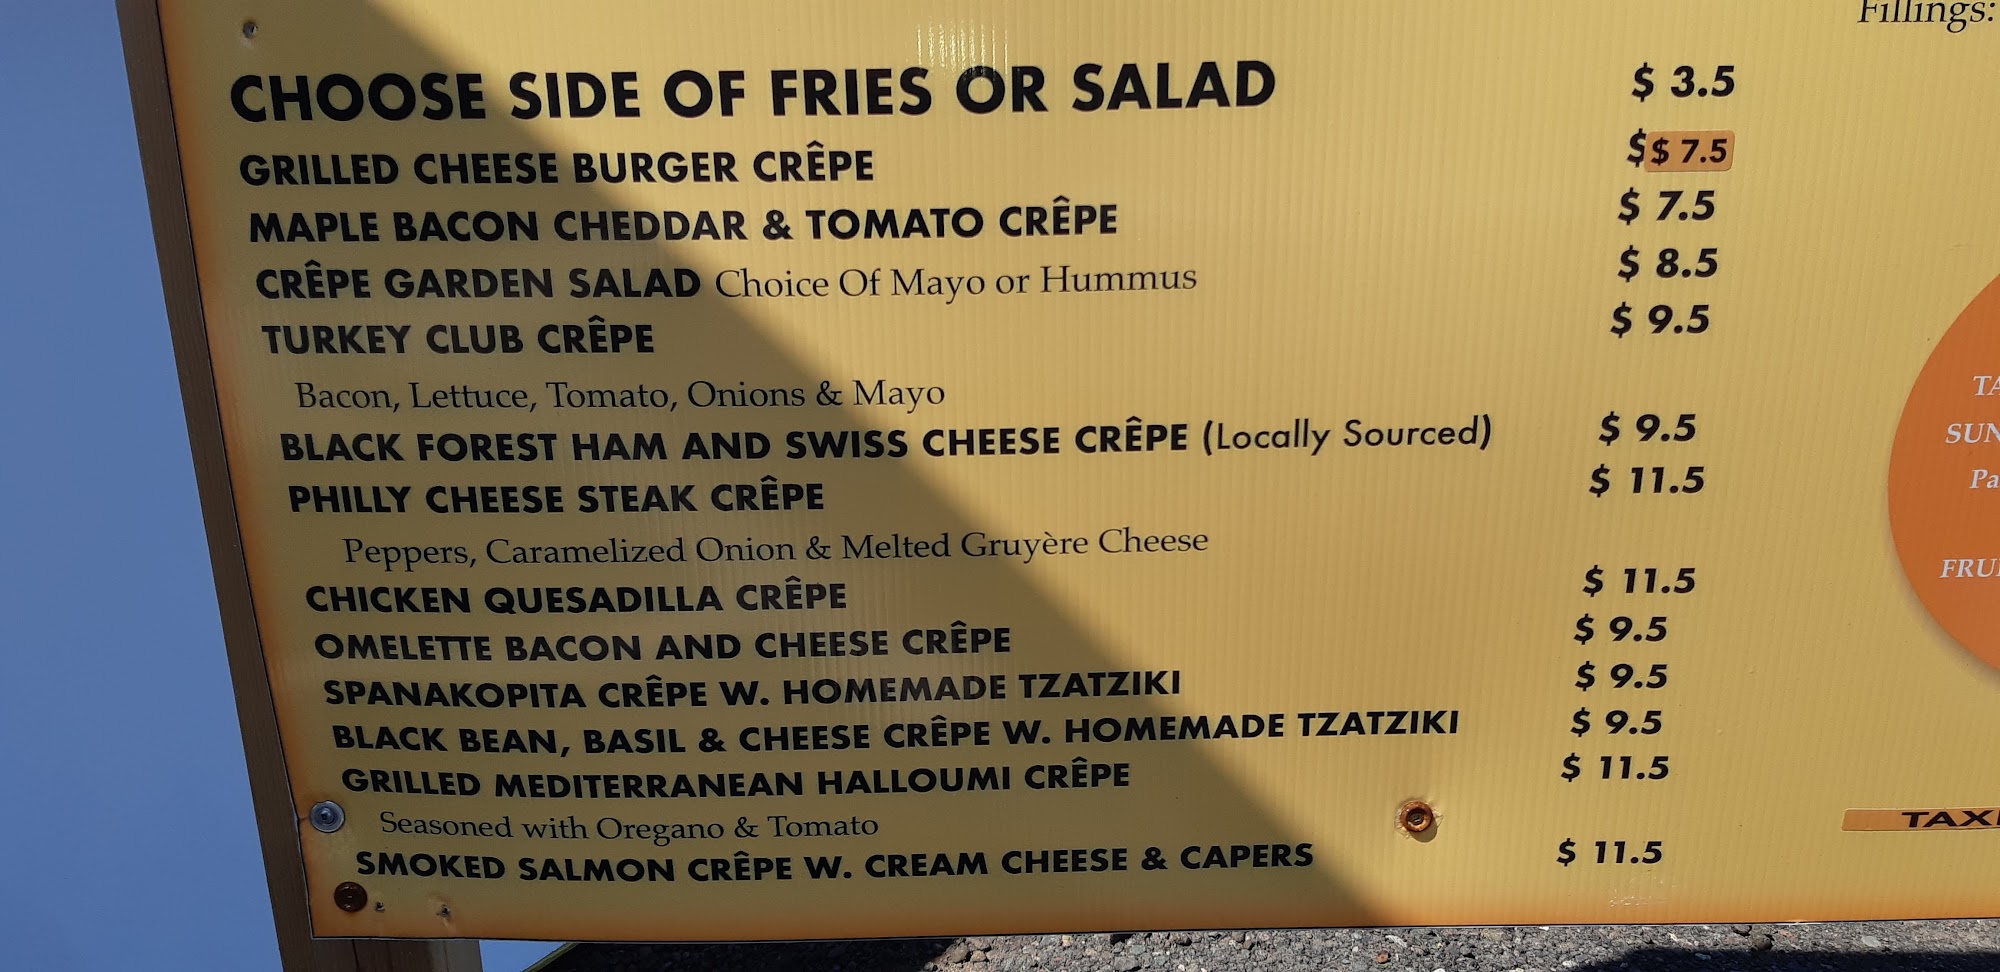 Fillings:
CHOOSE SIDE OF FRIES OR SALAD $ 3.5
GRILLED CHEESE BURGER CRÊPE $ $ 7.5
MAPLE BACON CHEDDAR & TOMATO CRÊPE $ 7.5
CRÊPE GARDEN SALAD Choice Of Mayo or Hummus $ 8.5
TURKEY CLUB CRÊPE $ 9.5
Bacon, Lettuce, Tomato, Onions & Mayo
BLACK FOREST HAM AND SWISS CHEESE CRÊPE (Locally Sourced) $ 9.5
PHILLY CHEESE STEAK CRÊPE $ 11.5
Peppers, Caramelized Onion & Melted Gruyère Cheese
CHICKEN QUESADILLA CRÊPE $ 11.5
OMELETTE BACON AND CHEESE CRÊPE $ 9.5
SPANAKOPITA CRÊPE W. HOMEMADE TZATZIKI $ 9.5
BLACK BEAN, BASIL & CHEESE CRÊPE W. HOMEMADE TZATZIKI $ 9.5
GRILLED MEDITERRANEAN HALLOUMI CRÊPE $ 11.5
Seasoned with Oregano & Tomato
SMOKED SALMON CRÊPE W. CREAM CHEESE & CAPERS $ 11.5